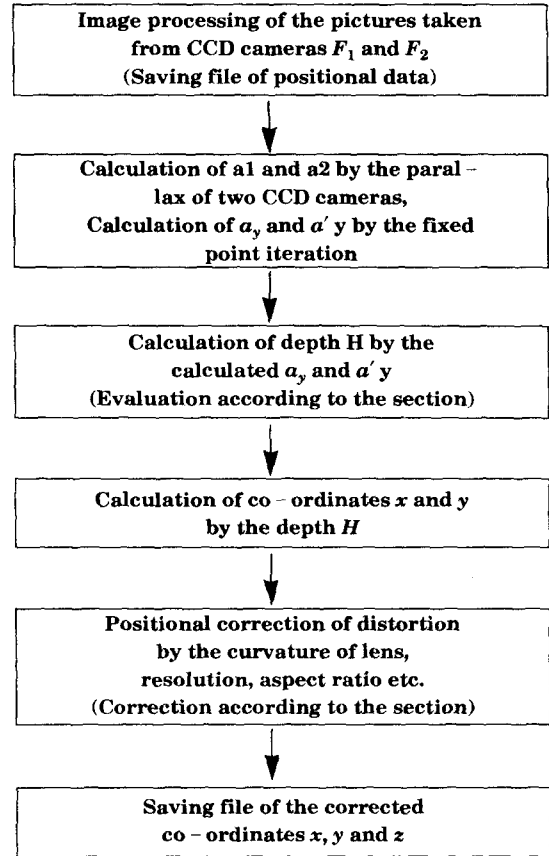 Image processing of the pictures taken
from CCD cameras F₁ and F₂
(Saving file of positional data)
Calculation of a1 and a2 by the paral –
lax of two CCD cameras,
Calculation of a_y and a′ y by the fixed
point iteration
Calculation of depth H by the
calculated a_y and a′ y
(Evaluation according to the section)
Calculation of co – ordinates x and y
by the depth H
Positional correction of distortion
by the curvature of lens,
resolution, aspect ratio etc.
(Correction according to the section)
Saving file of the corrected
co – ordinates x, y and z